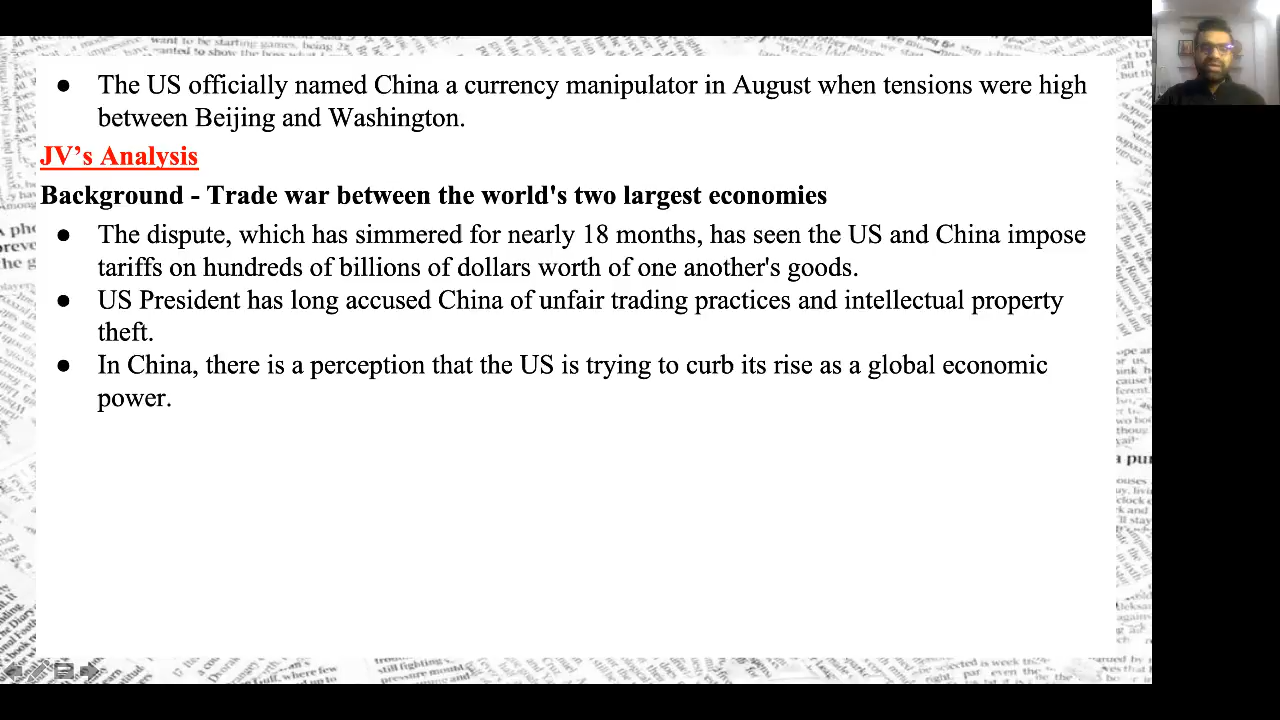 ● The US officially named China a currency manipulator in August when tensions were high
between Beijing and Washington.
JV’s Analysis
Background - Trade war between the world's two largest economies
● The dispute, which has simmered for nearly 18 months, has seen the US and China impose
tariffs on hundreds of billions of dollars worth of one another's goods.
● US President has long accused China of unfair trading practices and intellectual property
theft.
● In China, there is a perception that the US is trying to curb its rise as a global economic
power.